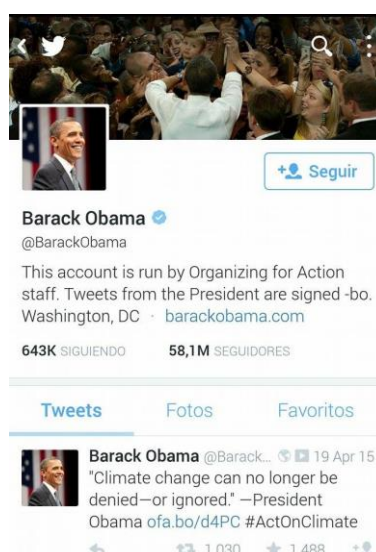 Seguir
Barack Obama
@BarackObama
This account is run by Organizing for Action
staff. Tweets from the President are signed -bo.
Washington, DC · barackobama.com
643K SIGUIENDO 58,1M SEGUIDORES
Tweets Fotos Favoritos
Barack Obama @Barack... 19 Apr 15
"Climate change can no longer be
denied—or ignored." —President
Obama ofa.bo/d4PC #ActOnClimate
1.030 1.488